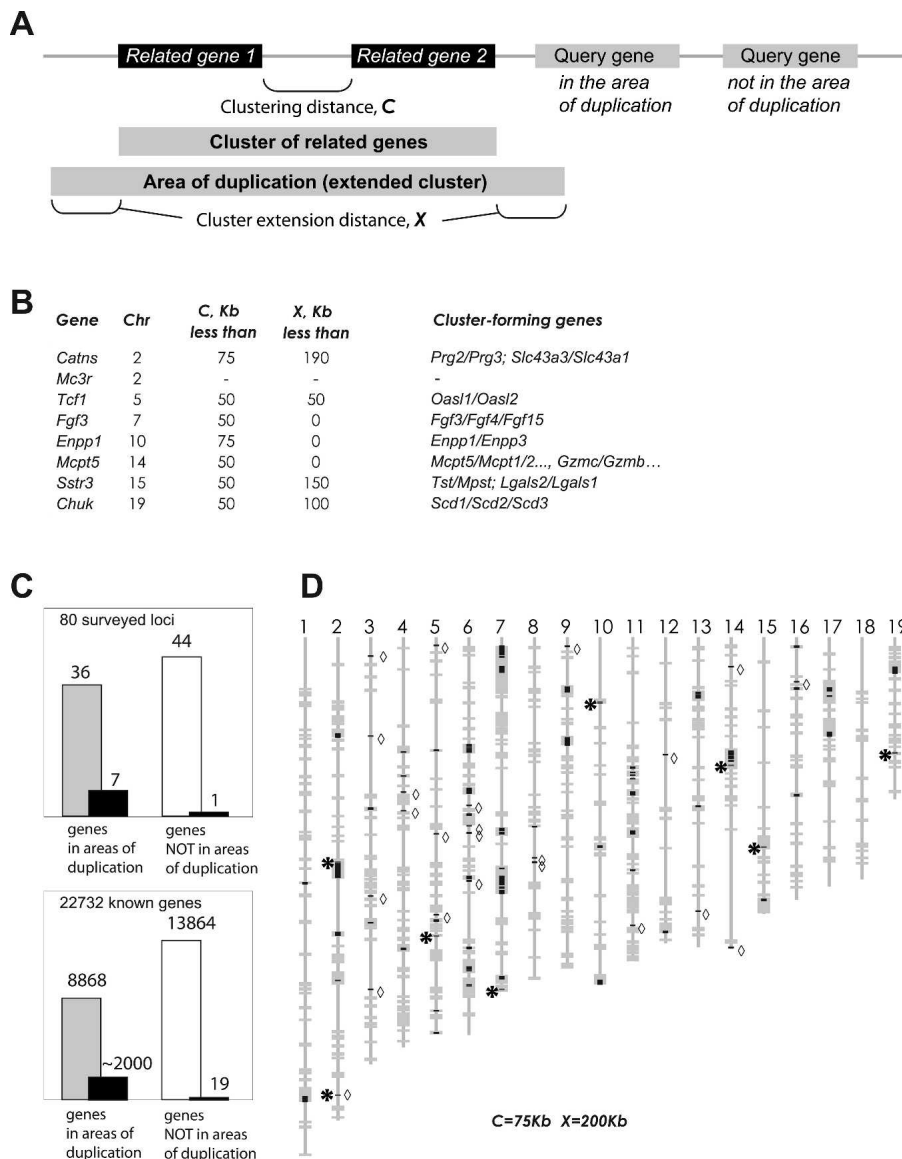 A
Related gene 1 Related gene 2 Query gene Query gene
in the area of duplication not in the area of duplication
Clustering distance, C
Cluster of related genes
Area of duplication (extended cluster)
Cluster extension distance, X
B
Gene Chr C, Kb less than X, Kb less than Cluster-forming genes
Catns 2 75 190 Prg2/Prg3; Slc43a3/Slc43a1
Mc3r 2 - - -
Tcf1 5 50 50 Oasl1/Oasl2
Fgf3 7 50 0 Fgf3/Fgf4/Fgf15
Enpp1 10 75 0 Enpp1/Enpp3
Mcpt5 14 50 0 Mcpt5/Mcpt1/2..., Gzmc/Gzmb...
Sstr3 15 50 150 Tst/Mpst; Lgals2/Lgals1
Chuk 19 50 100 Scd1/Scd2/Scd3
C
80 surveyed loci
36 44
7 1
genes in areas of duplication
genes NOT in areas of duplication
22732 known genes
8868 13864
~2000 19
genes in areas of duplication
genes NOT in areas of duplication
D
1 2 3 4 5 6 7 8 9 10 11 12 13 14 15 16 17 18 19
C=75Kb X=200Kb